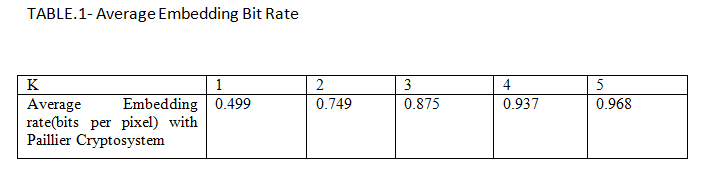 TABLE.1- Average Embedding Bit Rate
K 1 2 3 4 5
Average Embedding 0.499 0.749 0.875 0.937 0.968
rate(bits per pixel) with
Paillier Cryptosystem